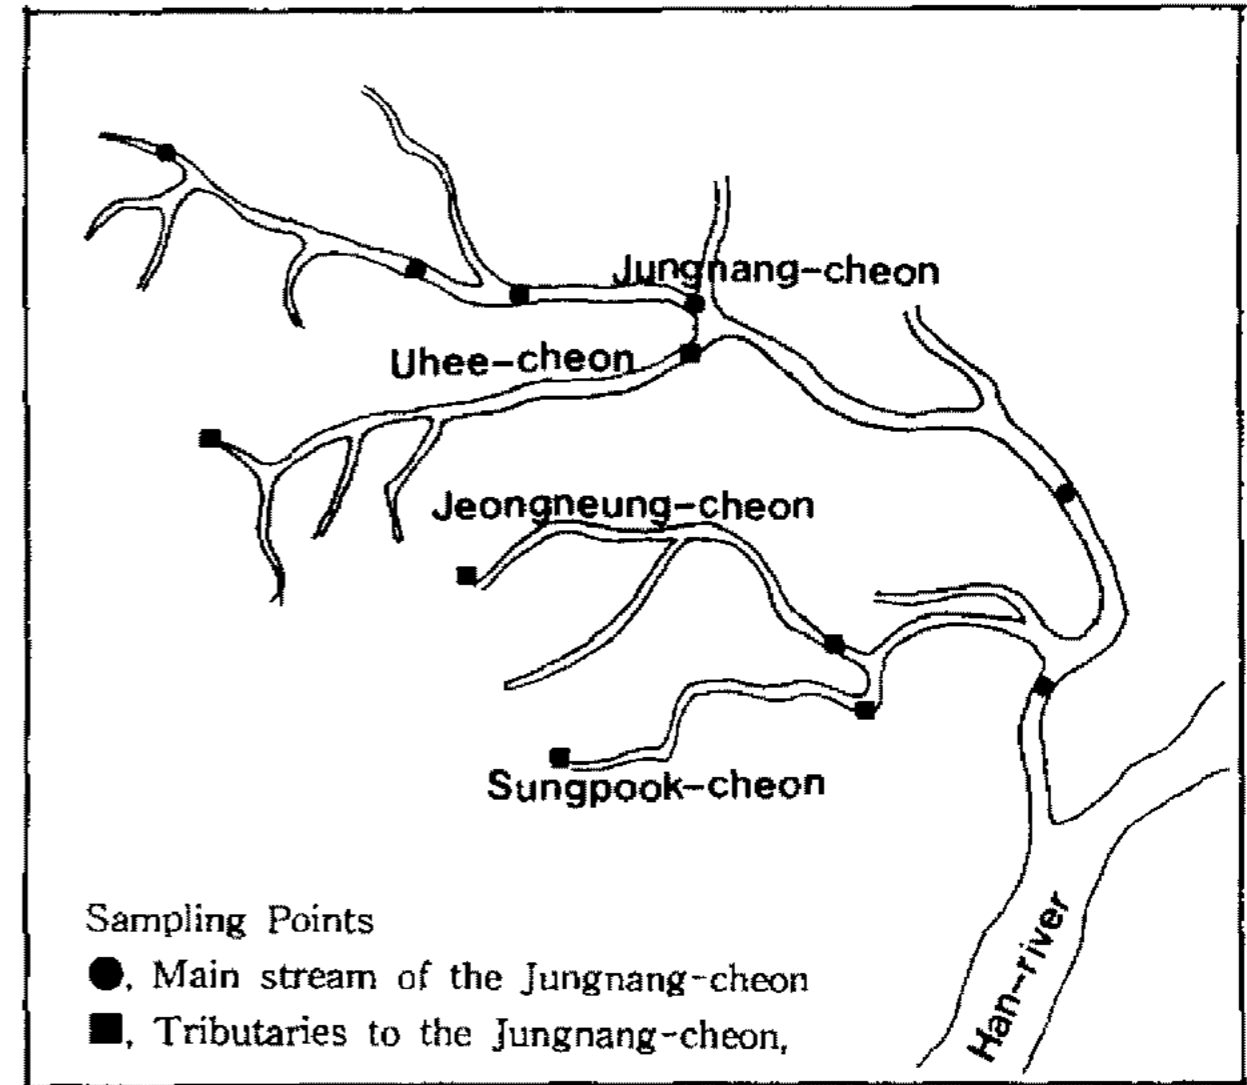 Jungnang-cheon
Uhee-cheon
Jeongneung-cheon
Sungpook-cheon
Han-river
Sampling Points
●, Main stream of the Jungnang-cheon
■, Tributaries to the Jungnang-cheon,